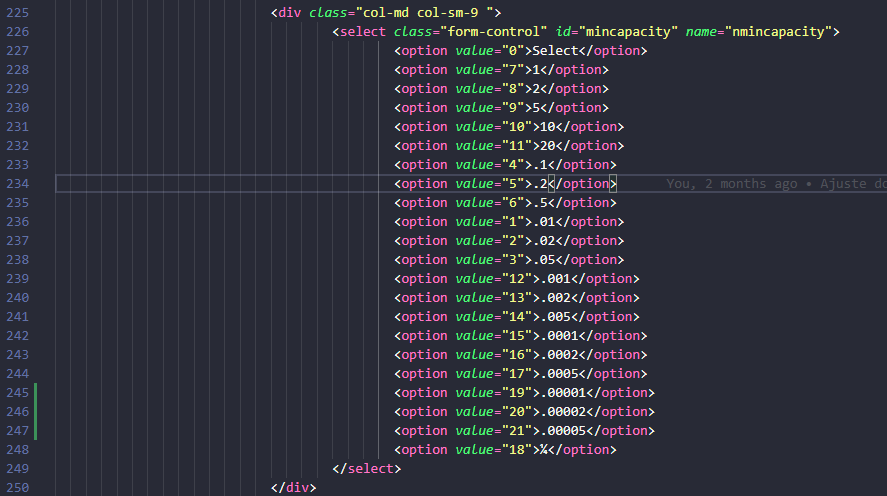 225 <div class="col-md col-sm-9 ">
226 <select class="form-control" id="mincapacity" name="nmincapacity">
227 <option value="0">Select</option>
228 <option value="7">1</option>
229 <option value="8">2</option>
230 <option value="9">5</option>
231 <option value="10">10</option>
232 <option value="11">20</option>
233 <option value="4">.1</option>
234 <option value="5">.2</option> You, 2 months ago • Ajuste do
235 <option value="6">.5</option>
236 <option value="1">.01</option>
237 <option value="2">.02</option>
238 <option value="3">.05</option>
239 <option value="12">.001</option>
240 <option value="13">.002</option>
241 <option value="14">.005</option>
242 <option value="15">.0001</option>
243 <option value="16">.0002</option>
244 <option value="17">.0005</option>
245 <option value="19">.00001</option>
246 <option value="20">.00002</option>
247 <option value="21">.00005</option>
248 <option value="18">¼</option>
249 </select>
250 </div>